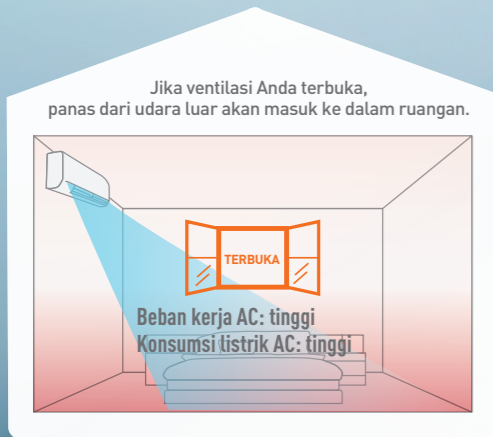 Jika ventilasi Anda terbuka,
panas dari udara luar akan masuk ke dalam ruangan.
TERBUKA
Beban kerja AC: tinggi
Konsumsi listrik AC: tinggi